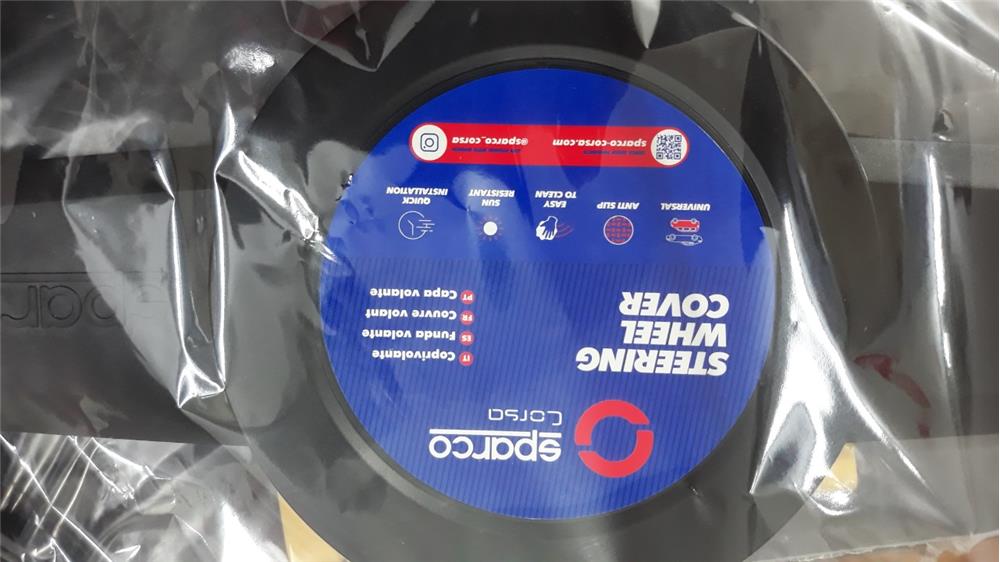 sparco
Corsa
STEERING
WHEEL
COVER
IT Coprivolante
ES Funda volante
FR Couvre volant
PT Capa volante
UNIVERSAL
ANTI SLIP
EASY
TO CLEAN
SUN
RESISTANT
QUICK
INSTALLATION
sparco-corsa.com
@sparco_corsa